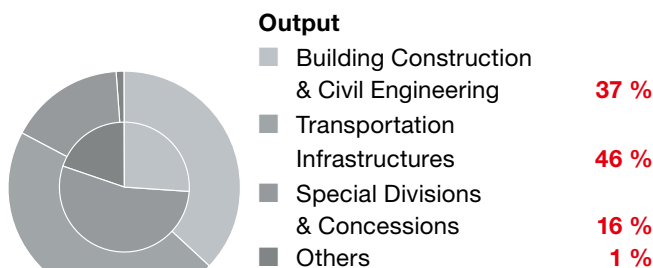 Output
Building Construction
& Civil Engineering 37 %
Transportation
Infrastructures 46 %
Special Divisions
& Concessions 16 %
Others 1 %